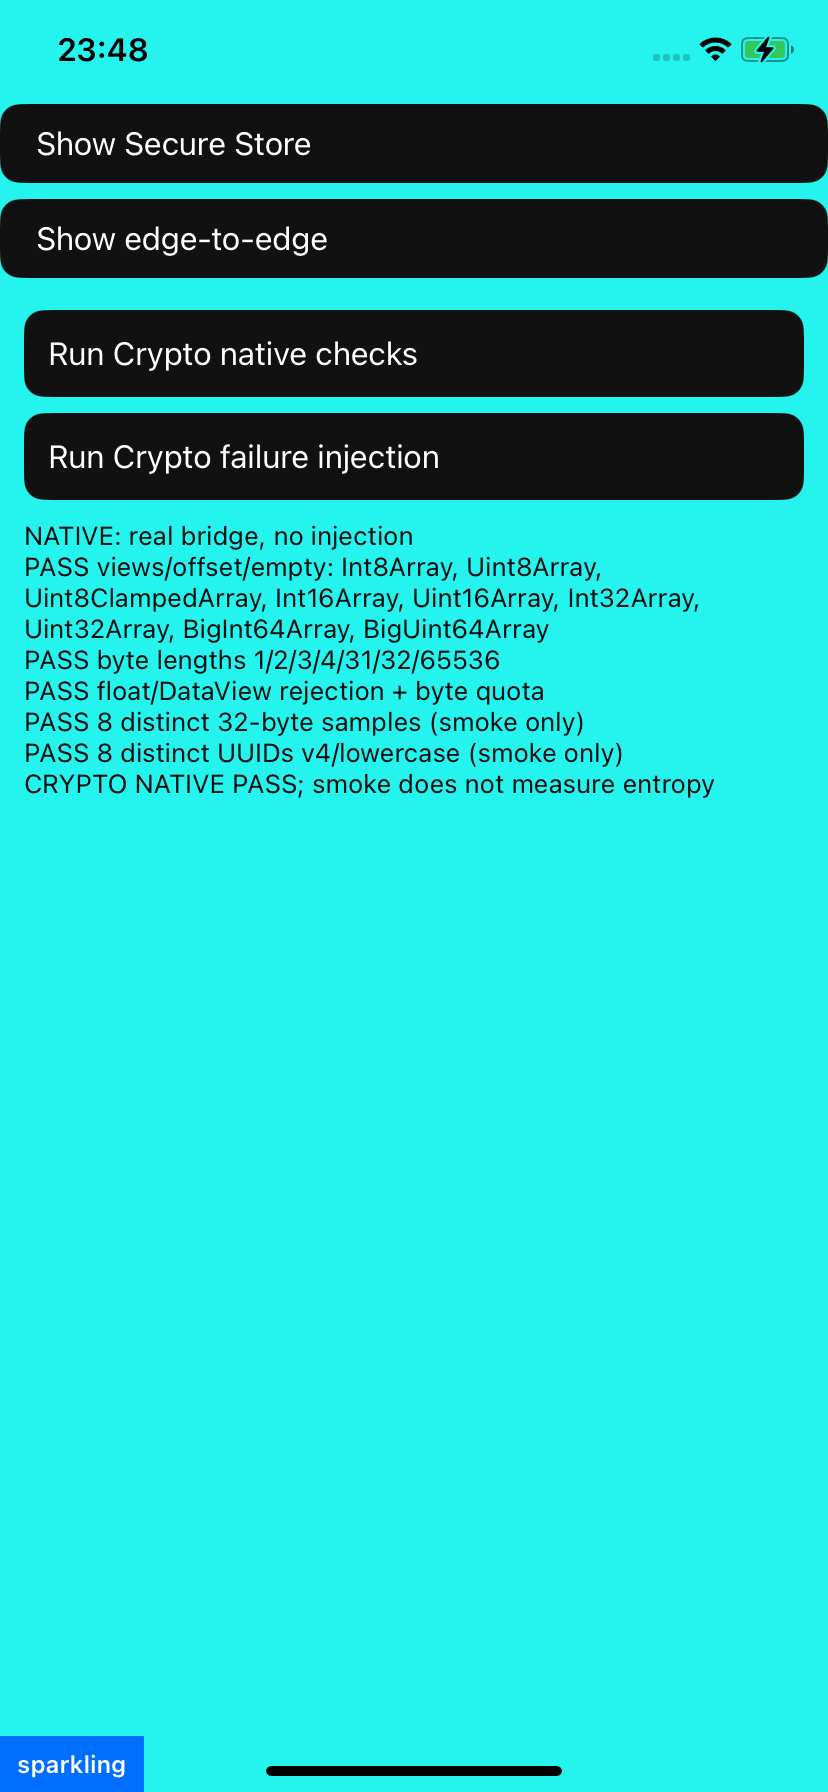 23:48
Show Secure Store
Show edge-to-edge
Run Crypto native checks
Run Crypto failure injection
NATIVE: real bridge, no injection
PASS views/offset/empty: Int8Array, Uint8Array,
Uint8ClampedArray, Int16Array, Uint16Array, Int32Array,
Uint32Array, BigInt64Array, BigUint64Array
PASS byte lengths 1/2/3/4/31/32/65536
PASS float/DataView rejection + byte quota
PASS 8 distinct 32-byte samples (smoke only)
PASS 8 distinct UUIDs v4/lowercase (smoke only)
CRYPTO NATIVE PASS; smoke does not measure entropy
sparkling